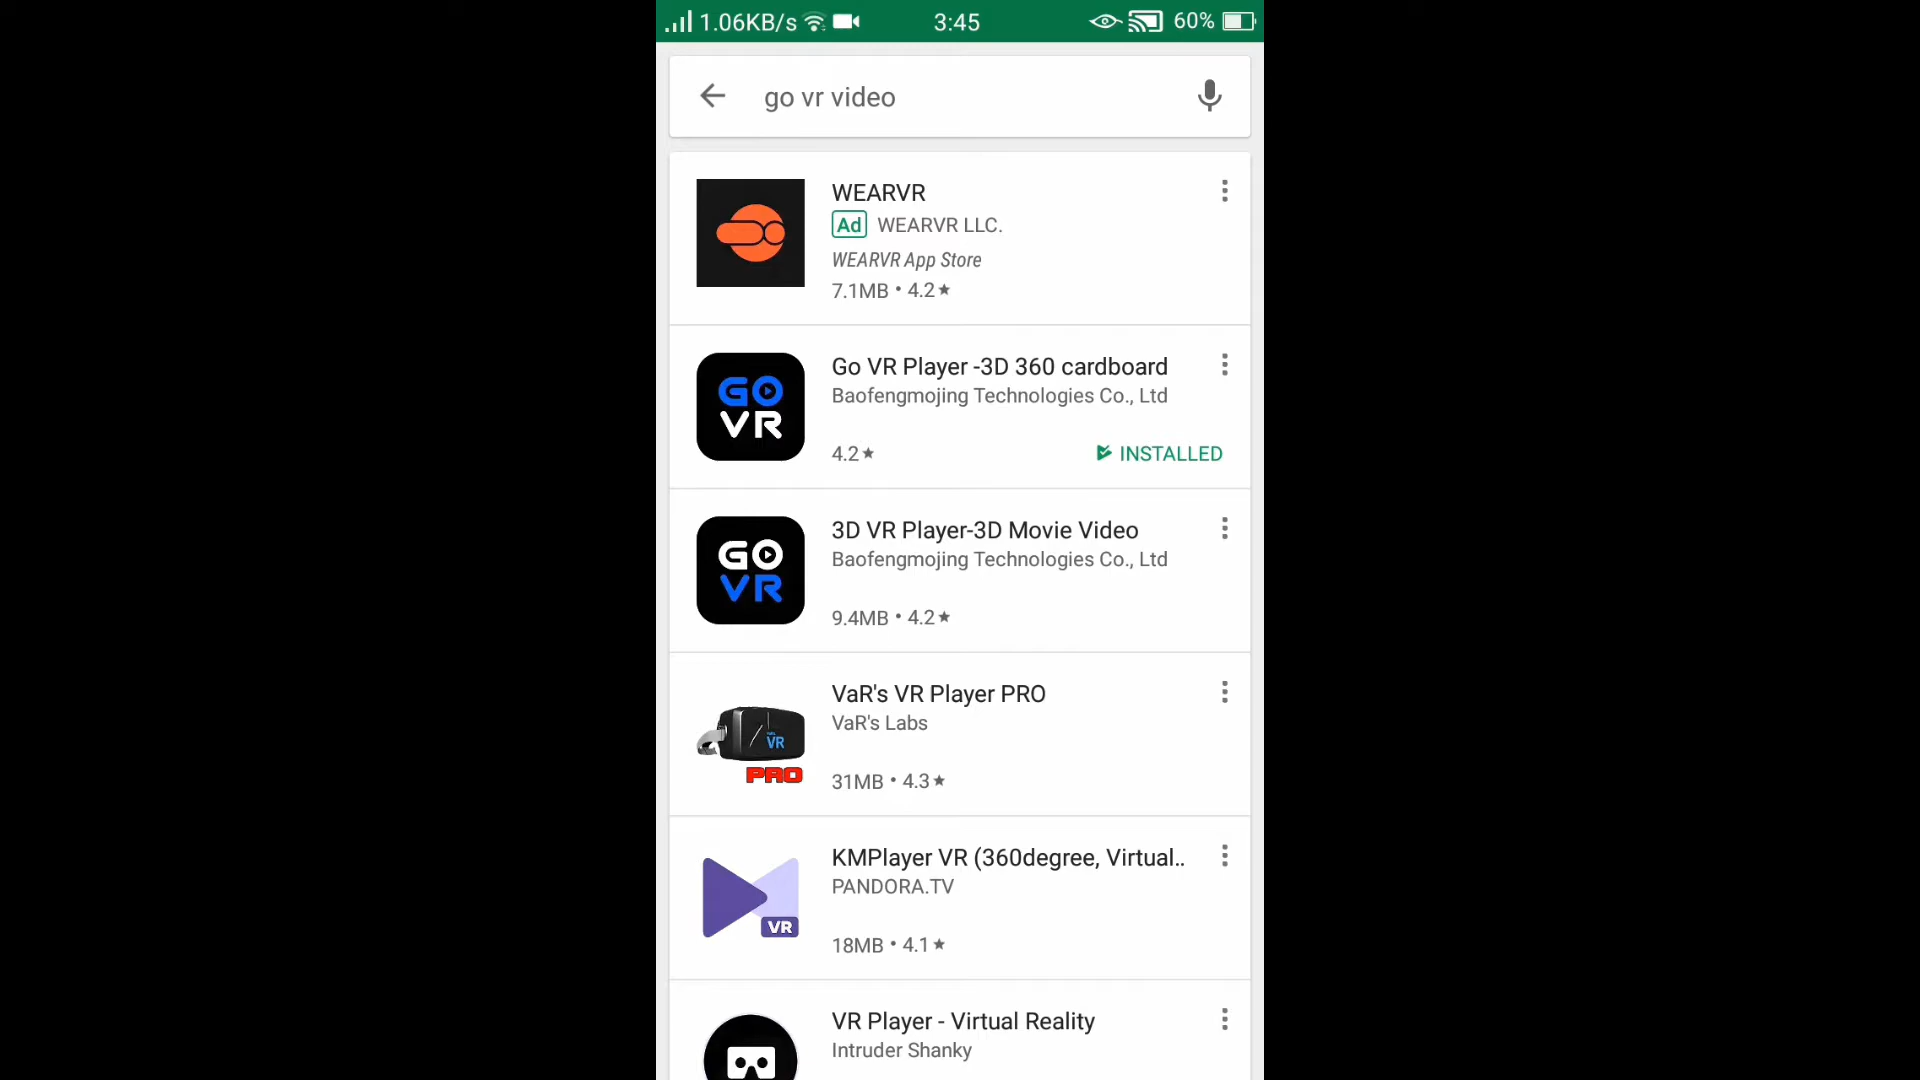 1.06KB/s 3:45 60%
go vr video
WEARVR
Ad WEARVR LLC.
WEARVR App Store
7.1MB • 4.2★
GO
VR
Go VR Player -3D 360 cardboard
Baofengmojing Technologies Co., Ltd
4.2★ INSTALLED
GO
VR
3D VR Player-3D Movie Video
Baofengmojing Technologies Co., Ltd
9.4MB • 4.2★
VR
PRO
VaR's VR Player PRO
VaR's Labs
31MB • 4.3★
VR
KMPlayer VR (360degree, Virtual..
PANDORA.TV
18MB • 4.1★
VR Player - Virtual Reality
Intruder Shanky